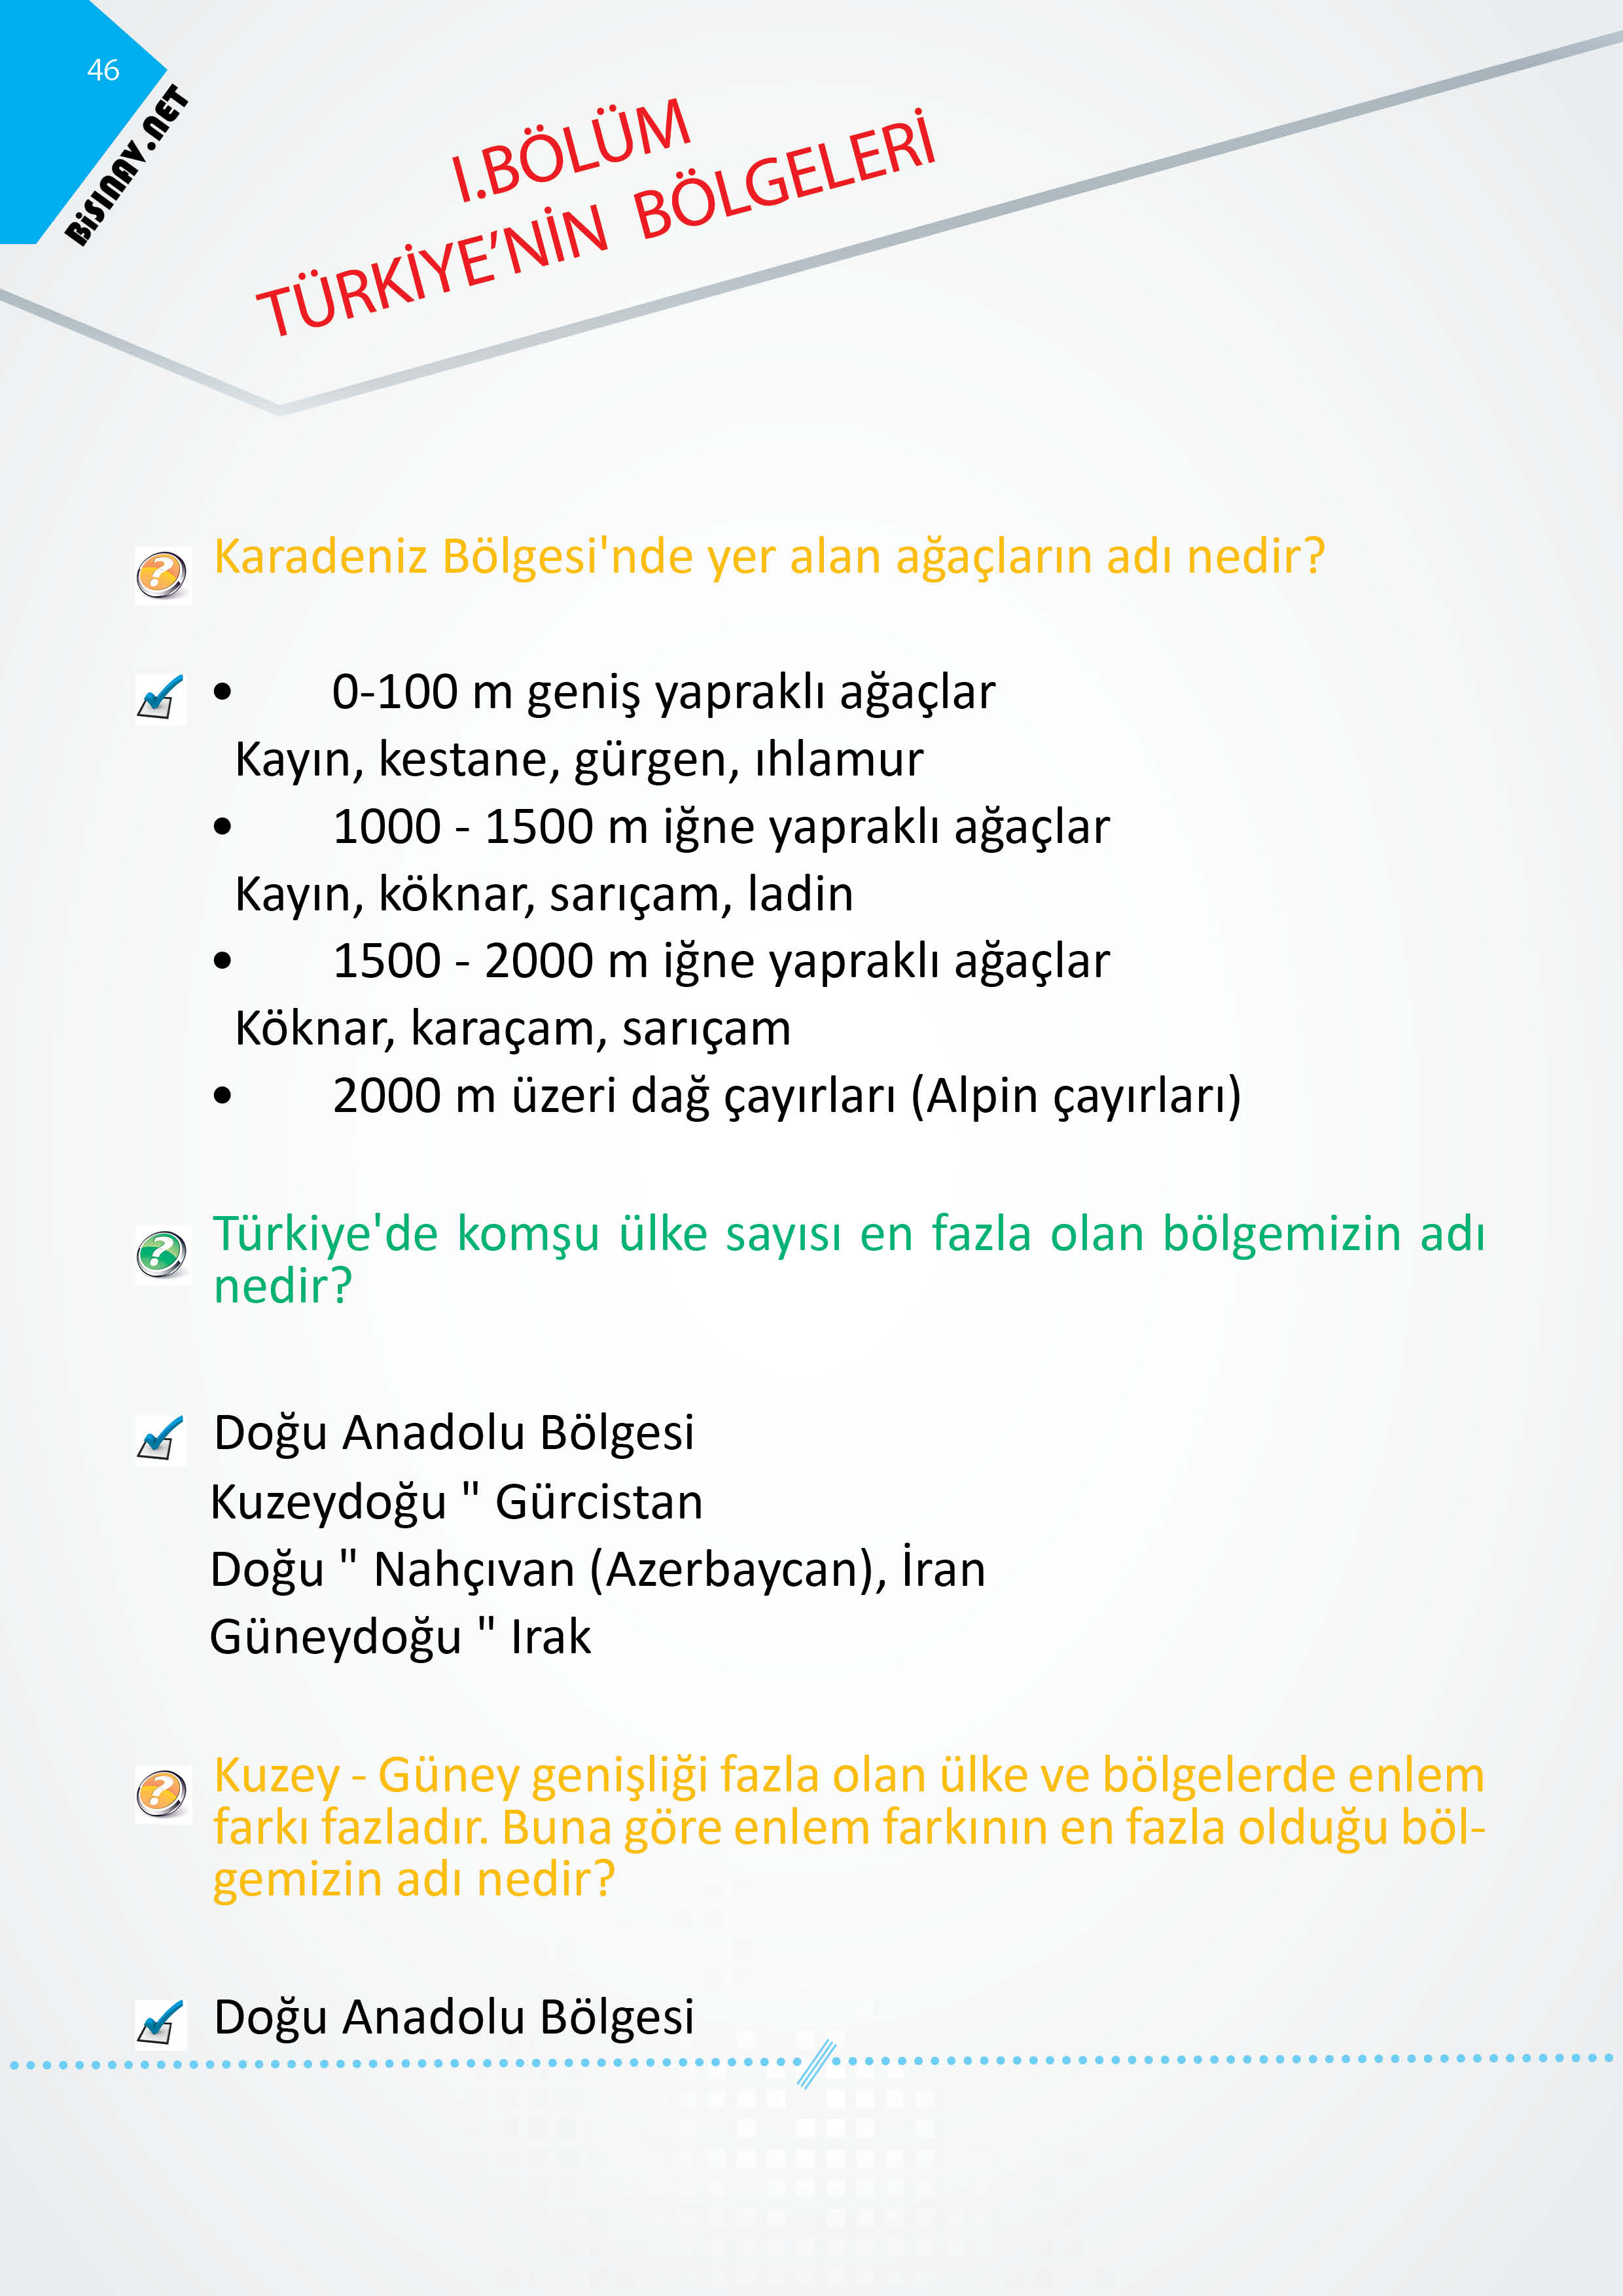 46
BiSINAV.NET
I.BÖLÜM
TÜRKİYE’NİN BÖLGELERİ
Karadeniz Bölgesi'nde yer alan ağaçların adı nedir?
• 0-100 m geniş yapraklı ağaçlar
Kayın, kestane, gürgen, ıhlamur
• 1000 - 1500 m iğne yapraklı ağaçlar
Kayın, köknar, sarıçam, ladin
• 1500 - 2000 m iğne yapraklı ağaçlar
Köknar, karaçam, sarıçam
• 2000 m üzeri dağ çayırları (Alpin çayırları)
Türkiye'de komşu ülke sayısı en fazla olan bölgemizin adı
nedir?
Doğu Anadolu Bölgesi
Kuzeydoğu " Gürcistan
Doğu " Nahçıvan (Azerbaycan), İran
Güneydoğu " Irak
Kuzey - Güney genişliği fazla olan ülke ve bölgelerde enlem
farkı fazladır. Buna göre enlem farkının en fazla olduğu böl-
gemizin adı nedir?
Doğu Anadolu Bölgesi